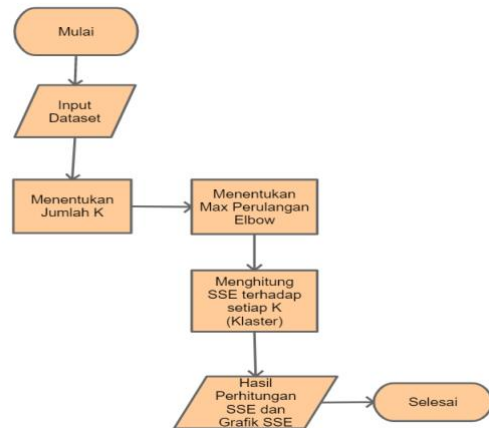 Mulai
Input
Dataset
Menentukan
Jumlah K
Menentukan
Max Perulangan
Elbow
Menghitung
SSE terhadap
setiap K
(Klaster)
Hasil
Perhitungan
SSE dan
Grafik SSE
Selesai